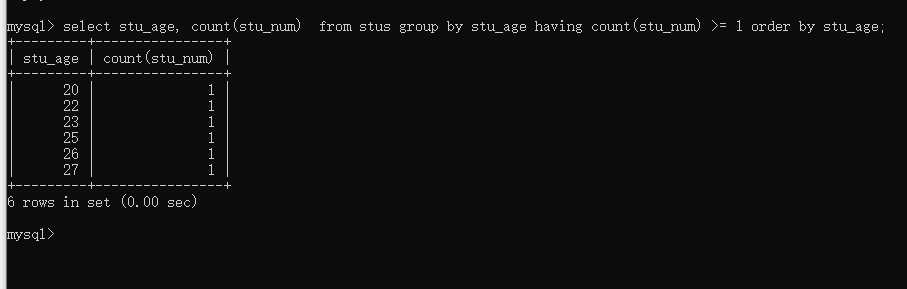 mysql> select stu_age, count(stu_num)  from stus group by stu_age having count(stu_num) >= 1 order by stu_age;
+---------+----------------+
| stu_age | count(stu_num) |
+---------+----------------+
|      20 |              1 |
|      22 |              1 |
|      23 |              1 |
|      25 |              1 |
|      26 |              1 |
|      27 |              1 |
+---------+----------------+
6 rows in set (0.00 sec)
mysql>